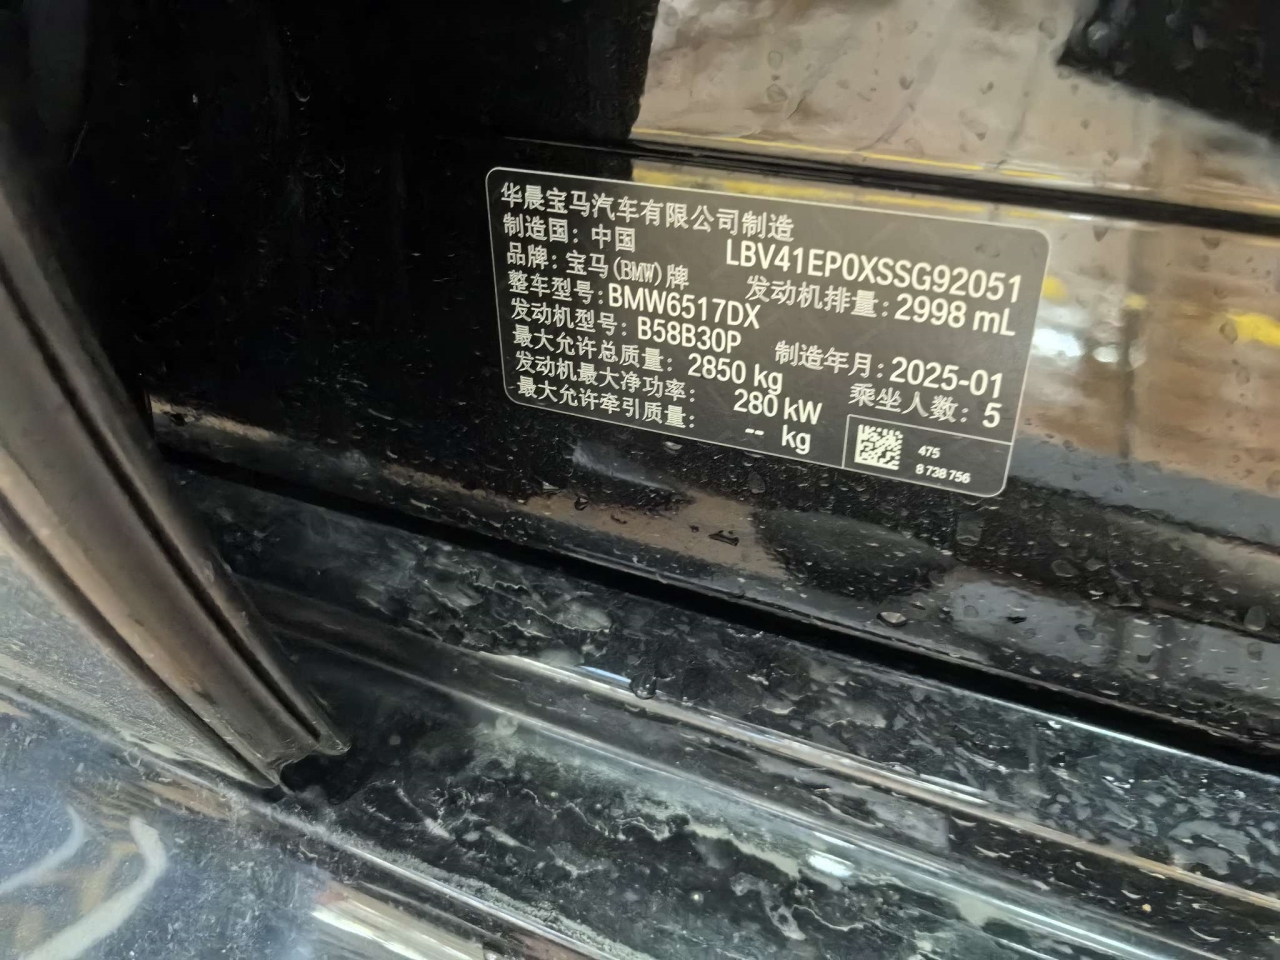 华晨宝马汽车有限公司制造
制造国：中国
LBV41EP0XSSG92051
品牌：宝马(BMW)牌
发动机排量：2998 mL
整车型号：BMW6517DX
发动机型号：B58B30P
制造年月：2025-01
最大允许总质量：2850 kg
乘坐人数：5
发动机最大净功率：280 kW
最大允许牵引质量：-- kg
475
8 738 756